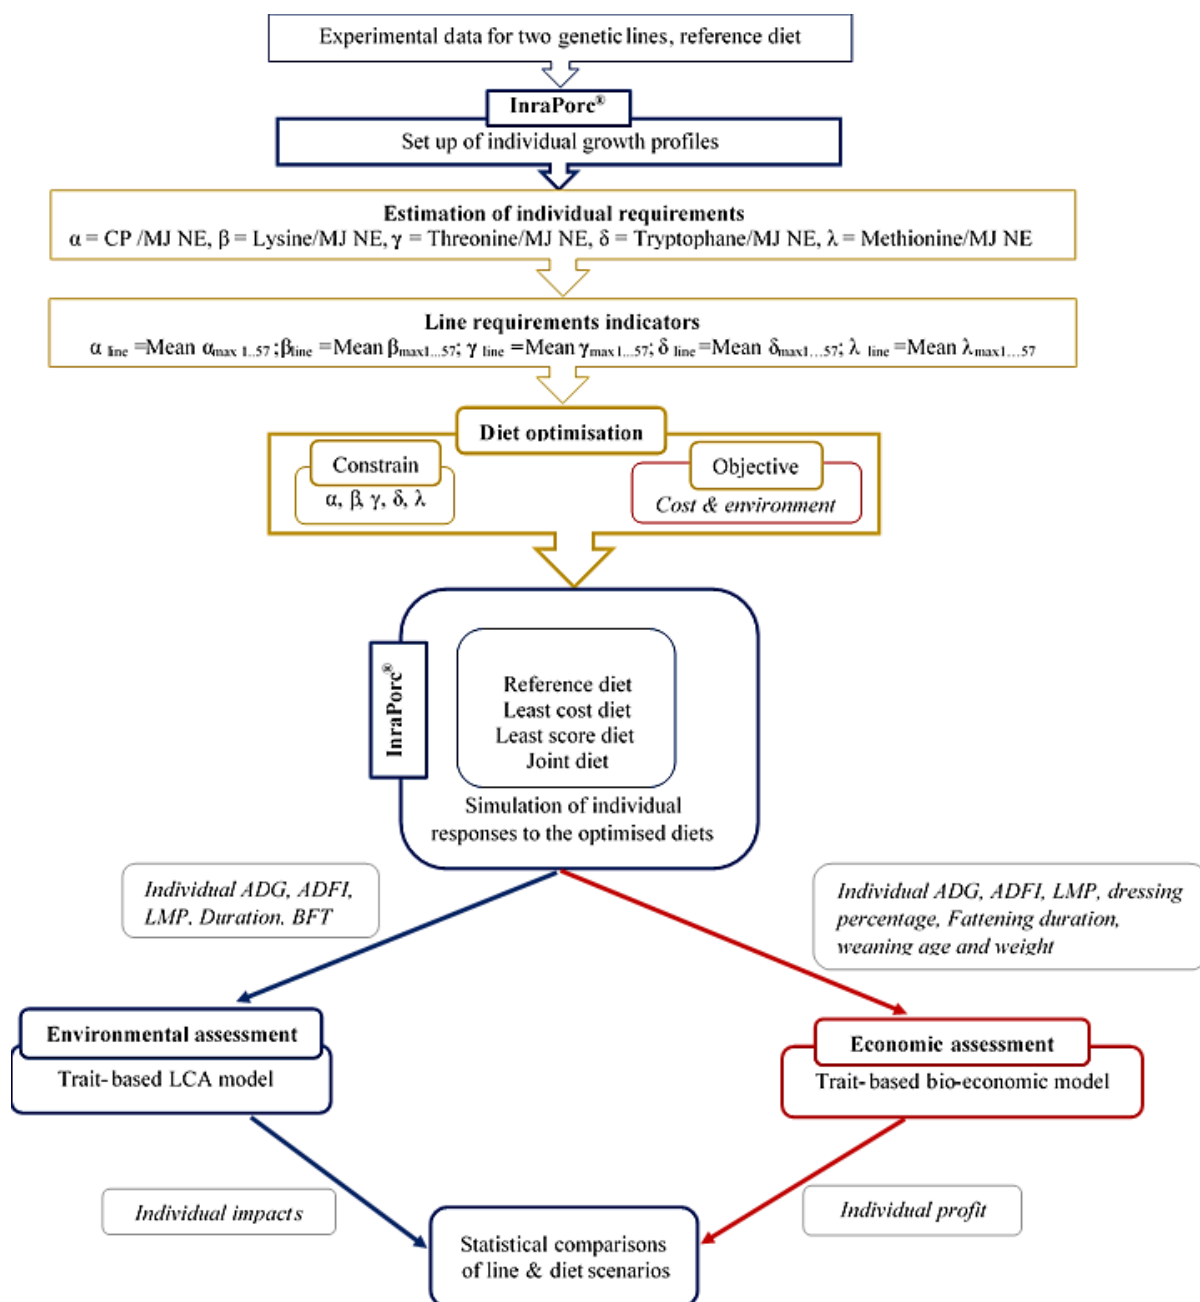 Experimental data for two genetic lines, reference diet
InraPorc®
Set up of individual growth profiles
Estimation of individual requirements
α = CP /MJ NE, β = Lysine/MJ NE, γ = Threonine/MJ NE, δ = Tryptophane/MJ NE, λ = Methionine/MJ NE
Line requirements indicators
α line =Mean αmax 1..57 ;βline =Mean βmax1...57; γ line =Mean γmax1...57; δ line =Mean δmax1...57; λ line =Mean λmax1...57
Diet optimisation
Constrain
α, β, γ, δ, λ
Objective
Cost & environment
InraPorc®
Reference diet
Least cost diet
Least score diet
Joint diet
Simulation of individual
responses to the optimised diets
Individual ADG, ADFI,
LMP, Duration. BFT
Individual ADG, ADFI, LMP, dressing
percentage, Fattening duration,
weaning age and weight
Environmental assessment
Trait-based LCA model
Economic assessment
Trait-based bio-economic model
Individual impacts
Individual profit
Statistical comparisons
of line & diet scenarios